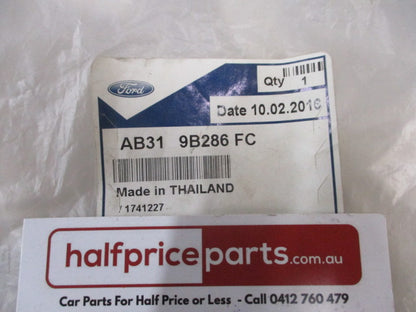 Ford
Qty 1
Date 10.02.2016
AB31 9B286 FC
Made in THAILAND
/ 1741227
halfpriceparts.com.au
Car Parts For Half Price or Less - Call 0412 760 479